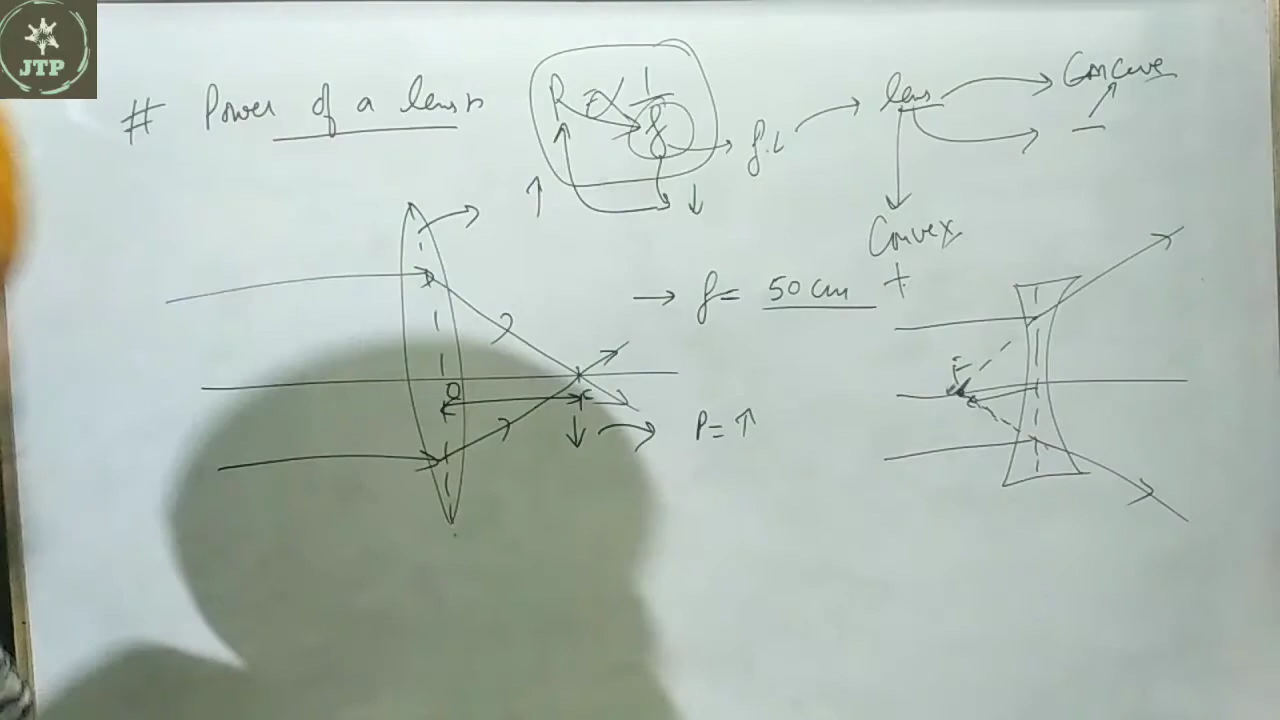 JTP
# Power of a lens
P ∝ 1/f
f.L
lens
Concave
−
Convex
+
→ f = 50 cm
O
F
P = ↑
F